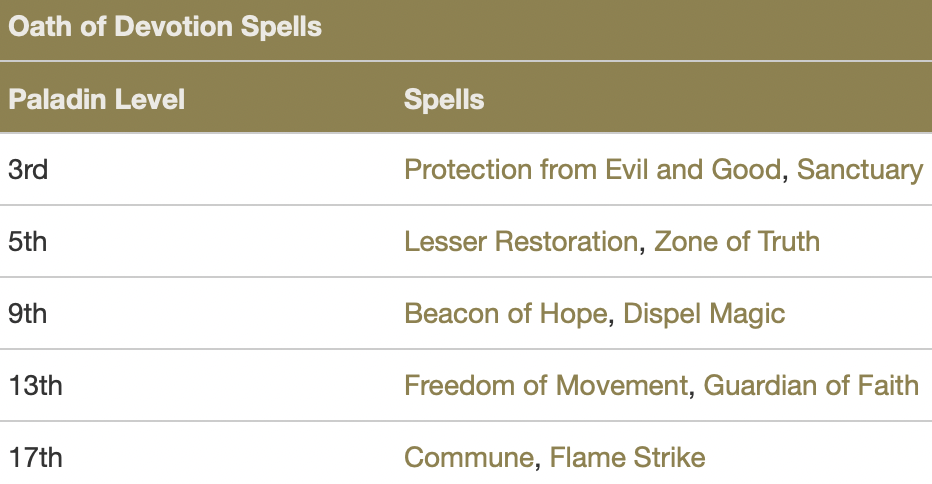 Oath of Devotion Spells
Paladin Level Spells
3rd Protection from Evil and Good, Sanctuary
5th Lesser Restoration, Zone of Truth
9th Beacon of Hope, Dispel Magic
13th Freedom of Movement, Guardian of Faith
17th Commune, Flame Strike